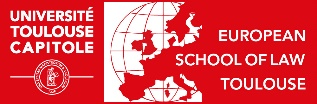 UNIVERSITÉ
TOULOUSE
CAPITOLE
EUROPEAN
SCHOOL OF LAW
TOULOUSE